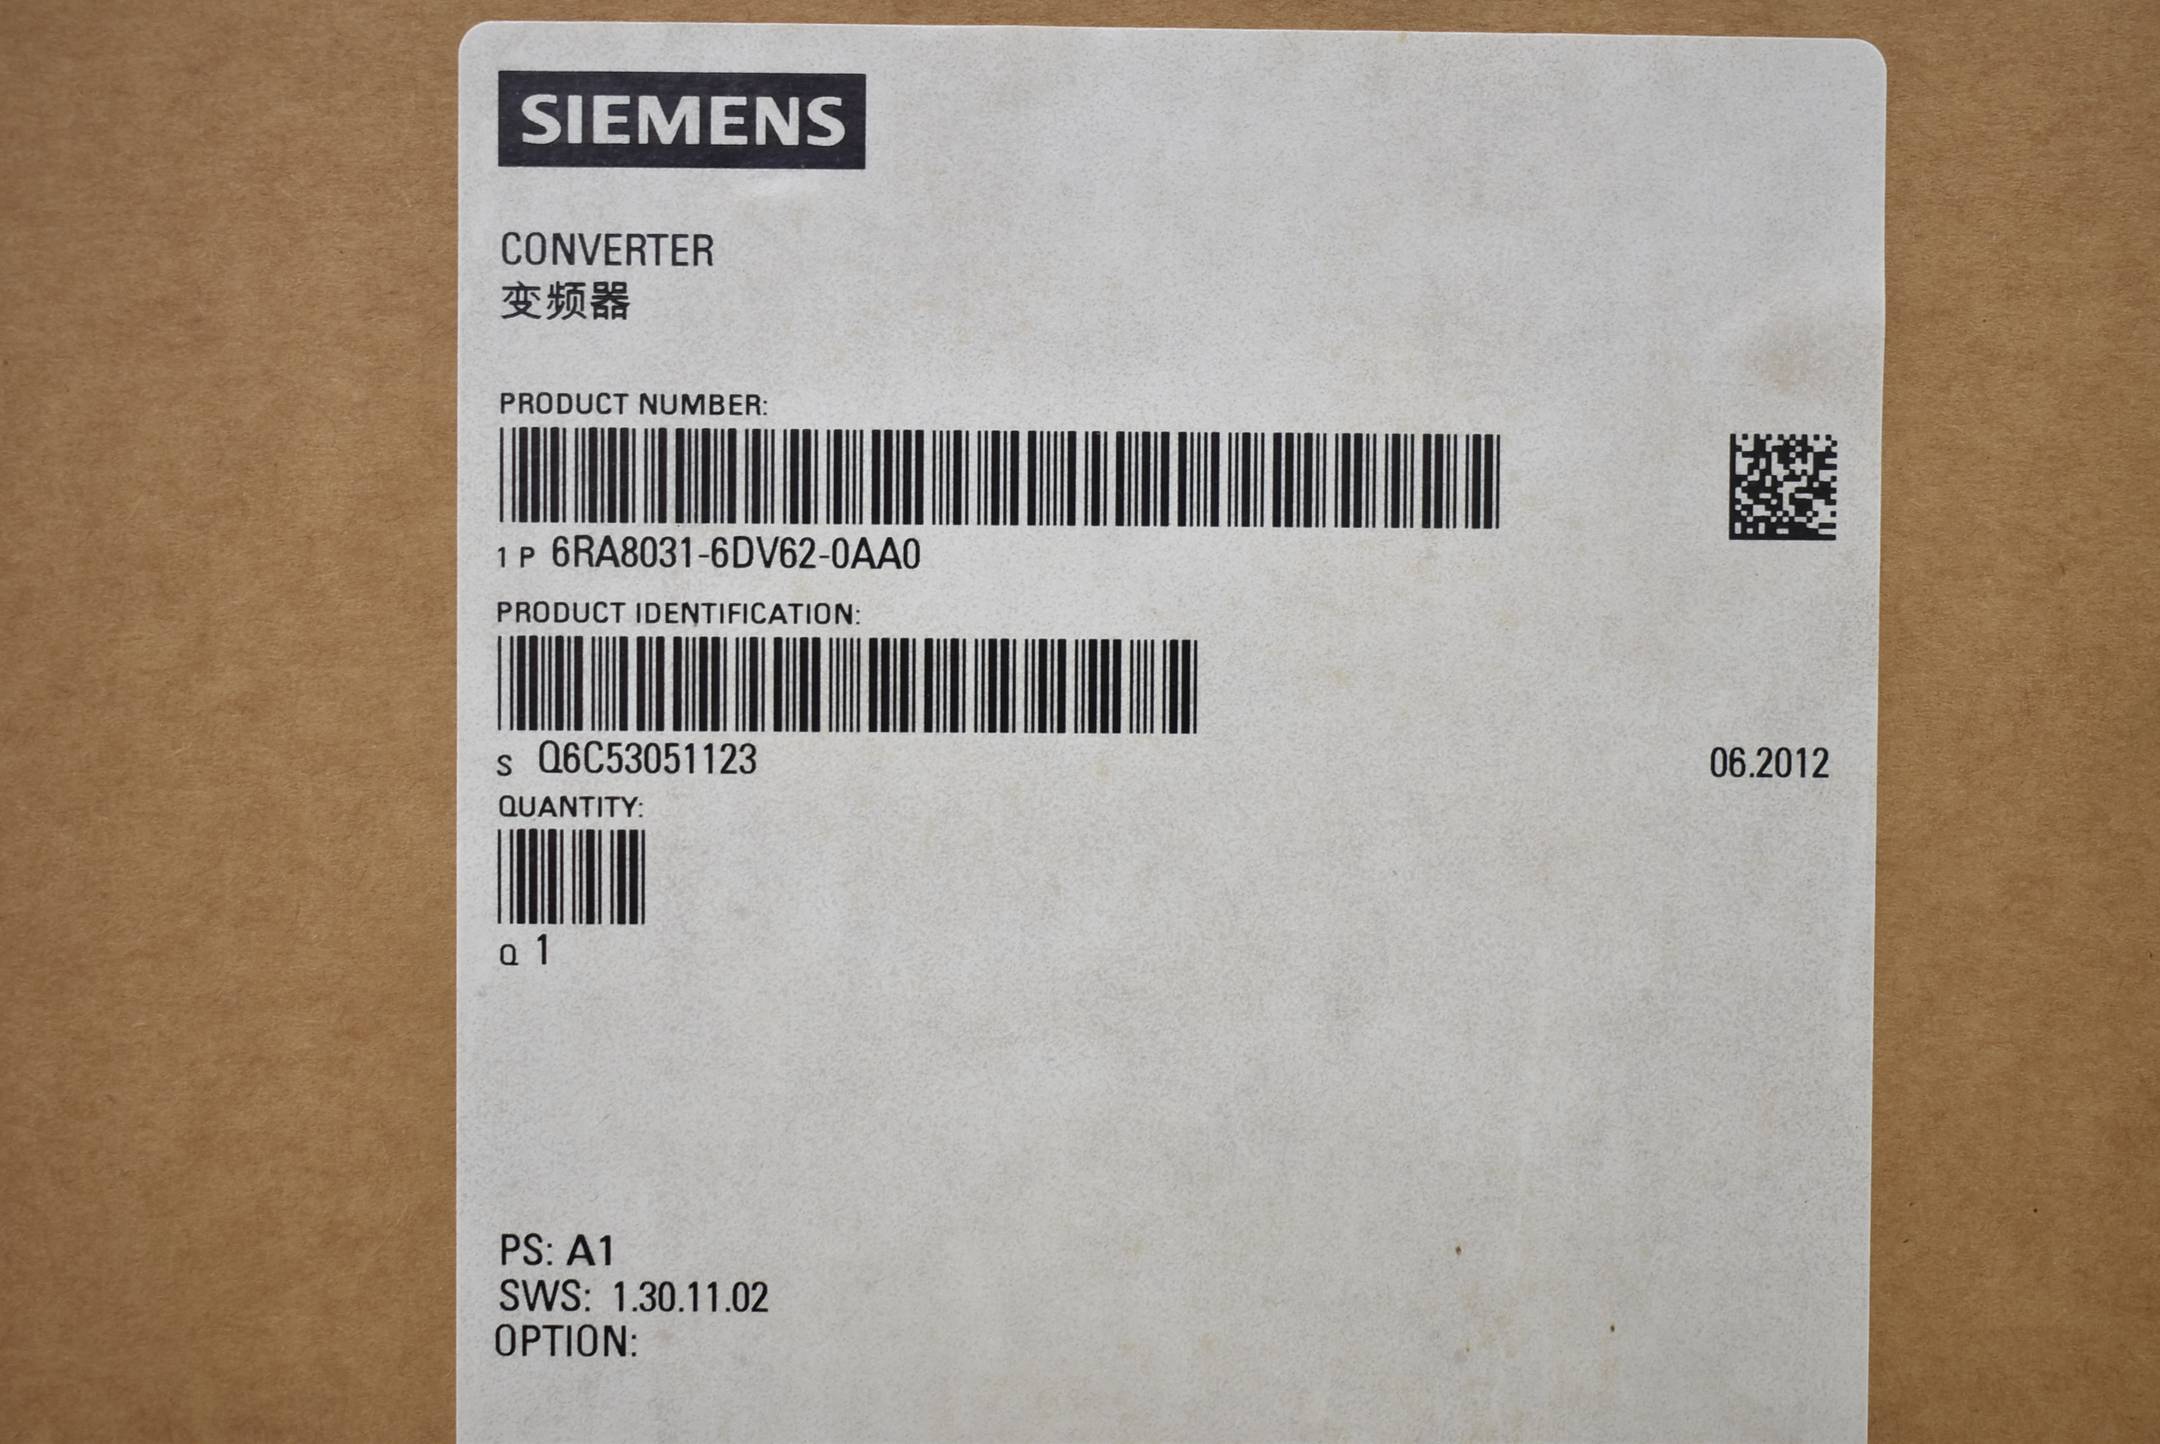 SIEMENS
CONVERTER
变频器
PRODUCT NUMBER:
1 P 6RA8031-6DV62-0AA0
PRODUCT IDENTIFICATION:
S Q6C53051123
06.2012
QUANTITY:
Q 1
PS: A1
SWS: 1.30.11.02
OPTION: